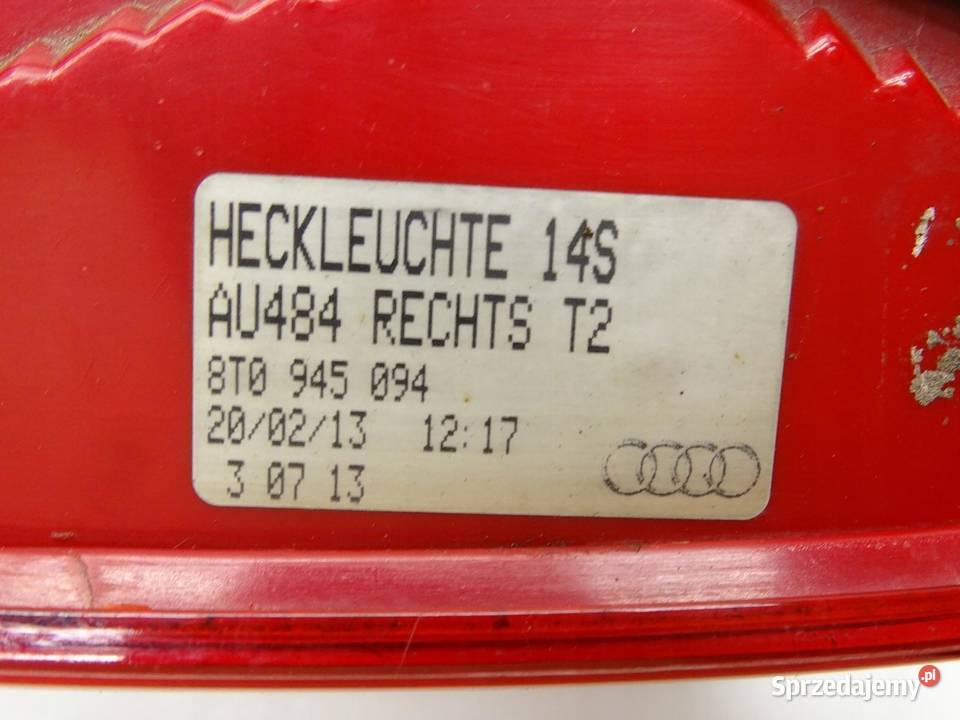 HECKLEUCHTE 14S
AU484 RECHTS T2
8T0 945 094
20/02/13 12:17
3 07 13
Sprzedajemy.pl